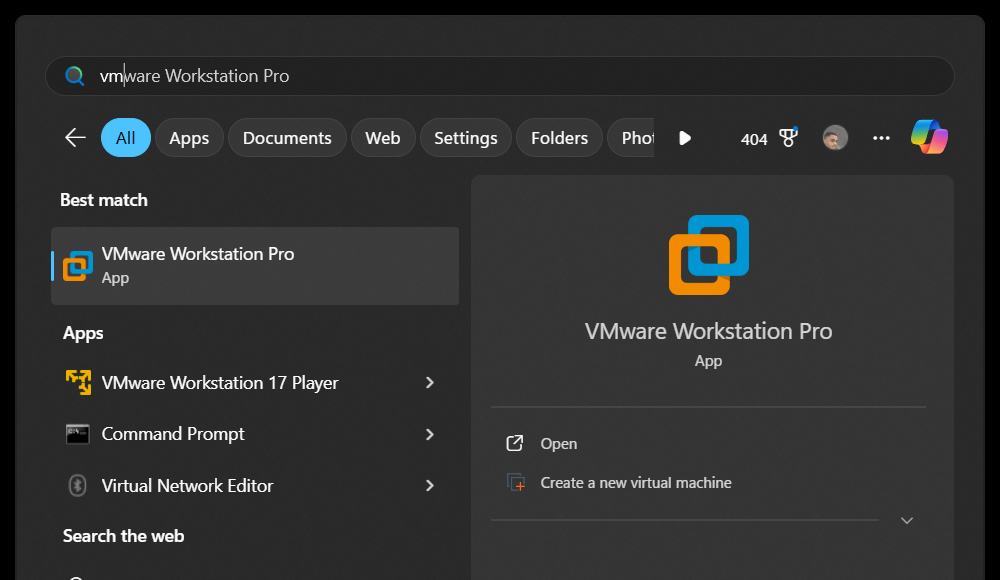 vmware Workstation Pro
All Apps Documents Web Settings Folders Phot 404
Best match
VMware Workstation Pro
App
Apps
VMware Workstation 17 Player
Command Prompt
Virtual Network Editor
Search the web
VMware Workstation Pro
App
Open
Create a new virtual machine